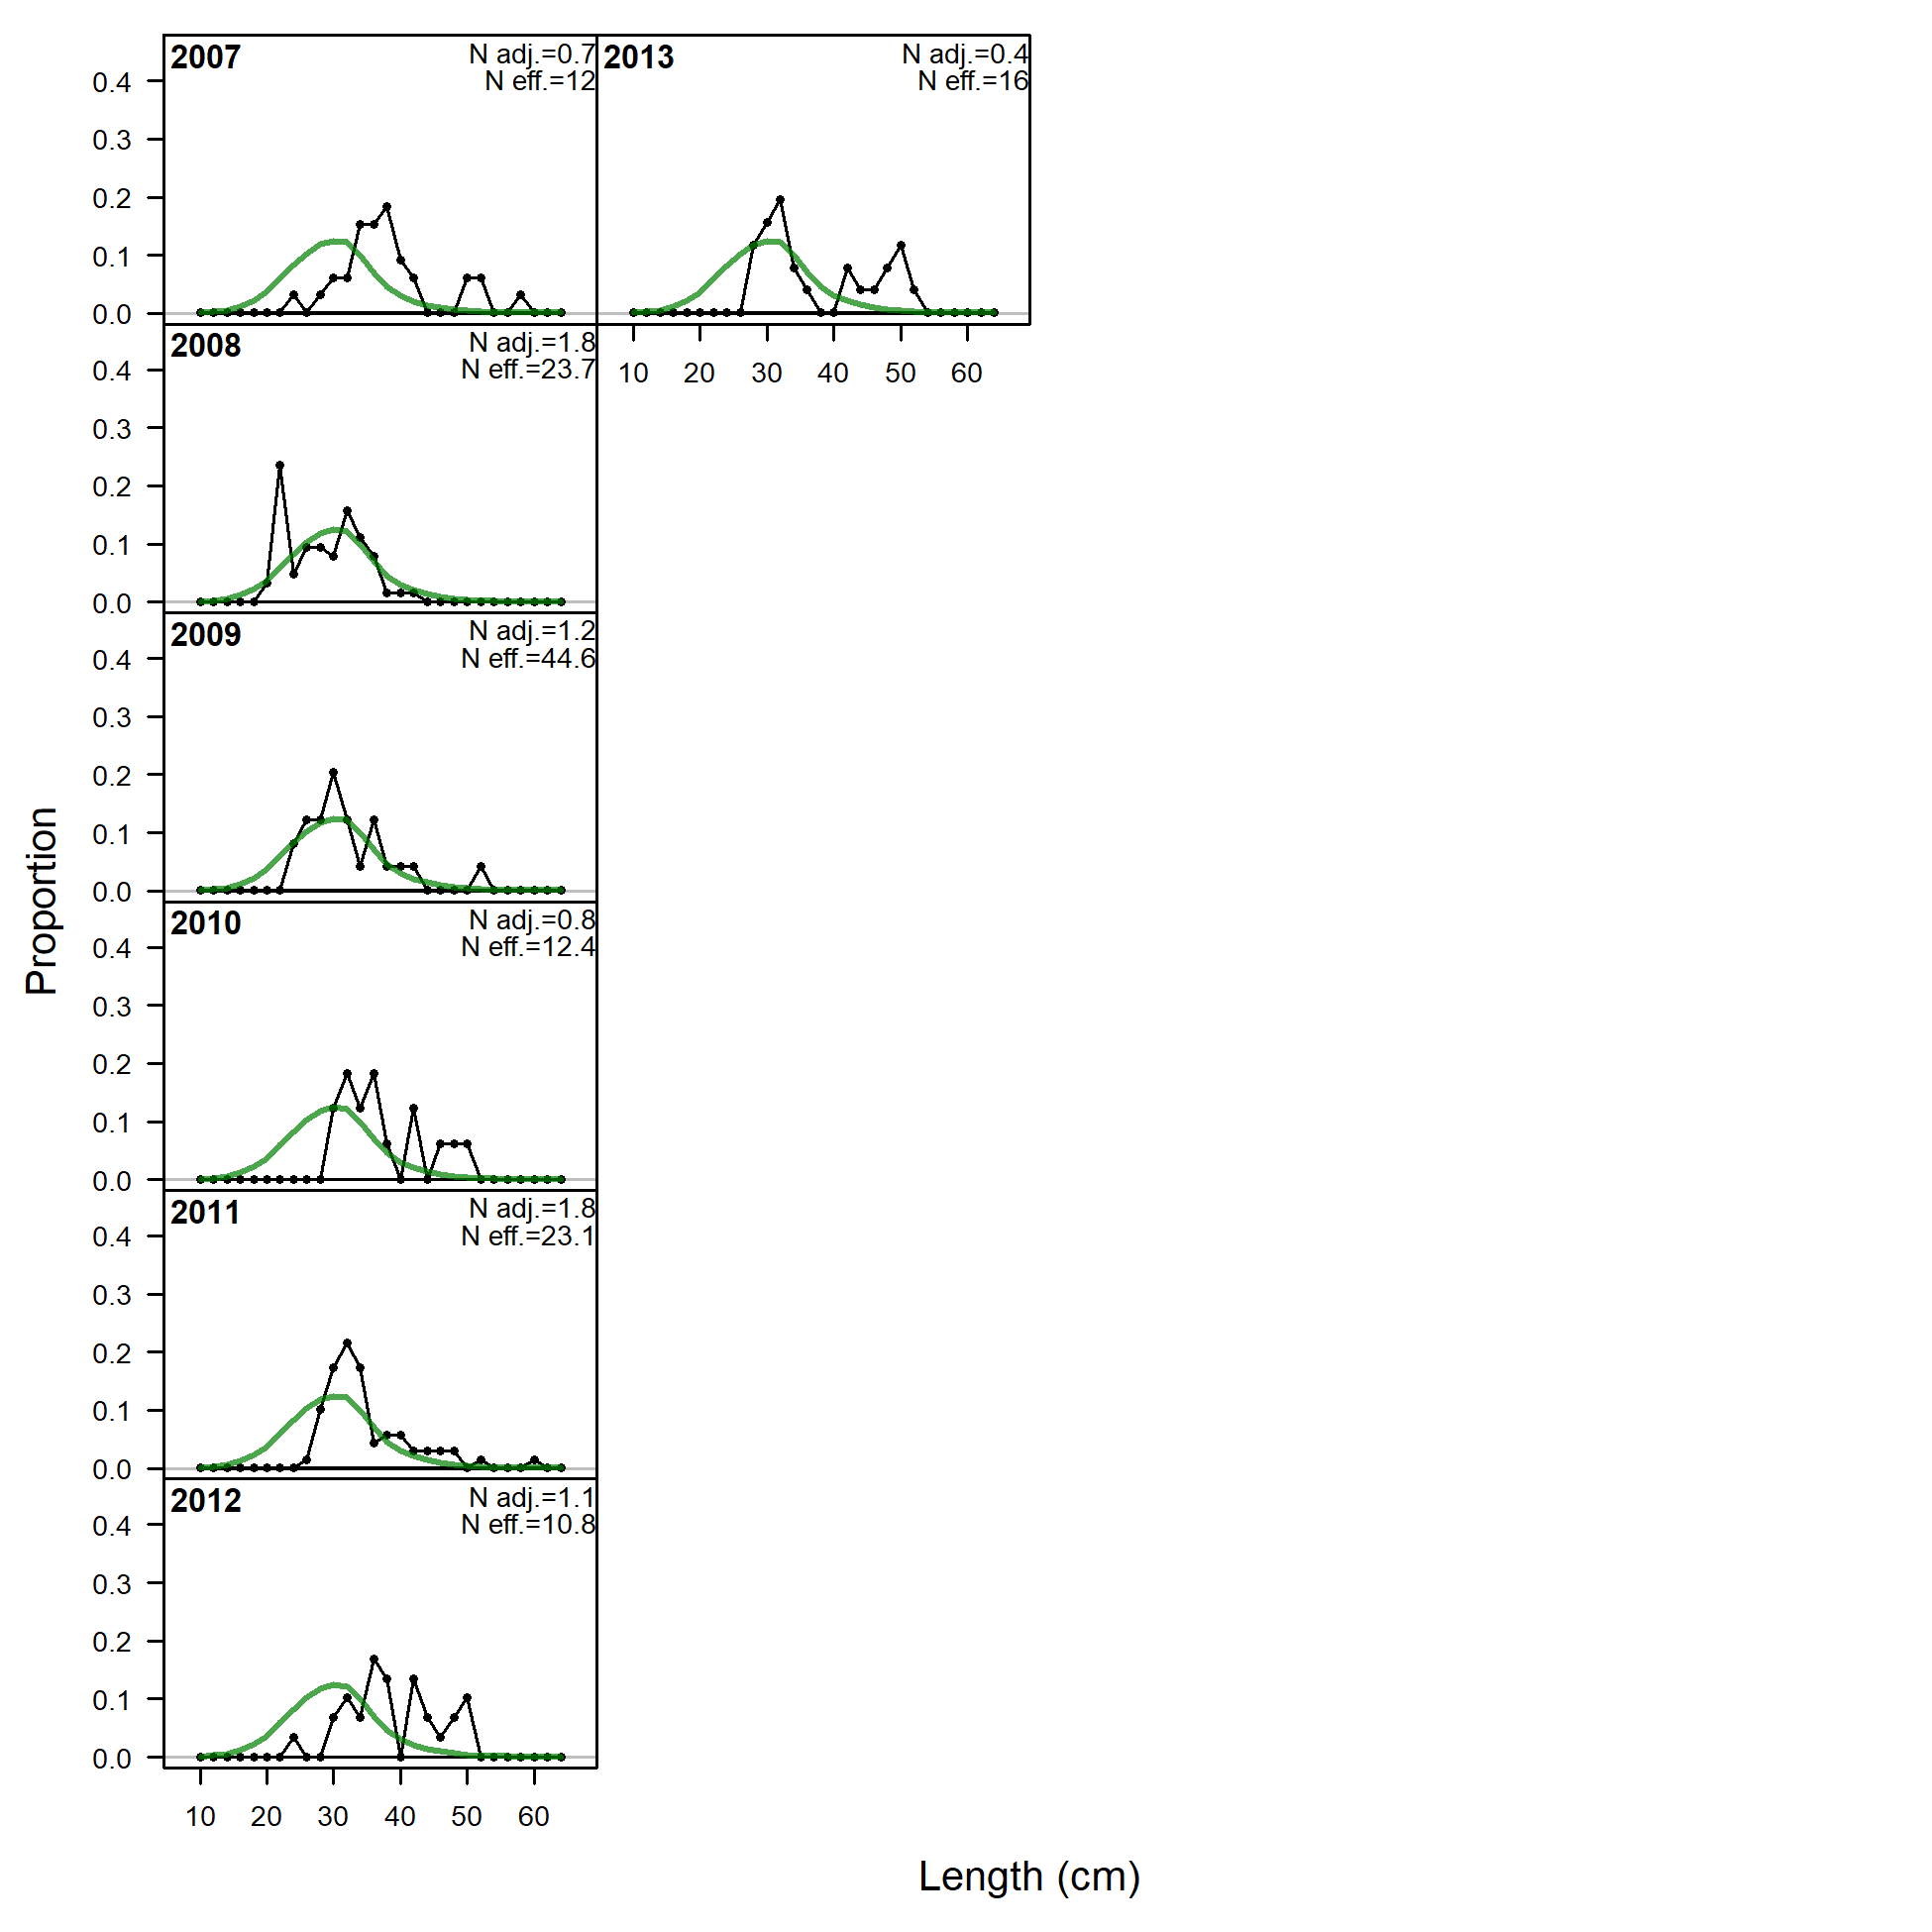 2007
N adj.=0.7
N eff.=12
0.4
0.3
0.2
0.1
0.0
2013
N adj.=0.4
N eff.=16
10 20 30 40 50 60
2008
N adj.=1.8
N eff.=23.7
0.4
0.3
0.2
0.1
0.0
2009
N adj.=1.2
N eff.=44.6
0.4
0.3
0.2
0.1
0.0
2010
N adj.=0.8
N eff.=12.4
0.4
0.3
0.2
0.1
0.0
2011
N adj.=1.8
N eff.=23.1
0.4
0.3
0.2
0.1
0.0
2012
N adj.=1.1
N eff.=10.8
0.4
0.3
0.2
0.1
0.0
10 20 30 40 50 60
Proportion
Length (cm)